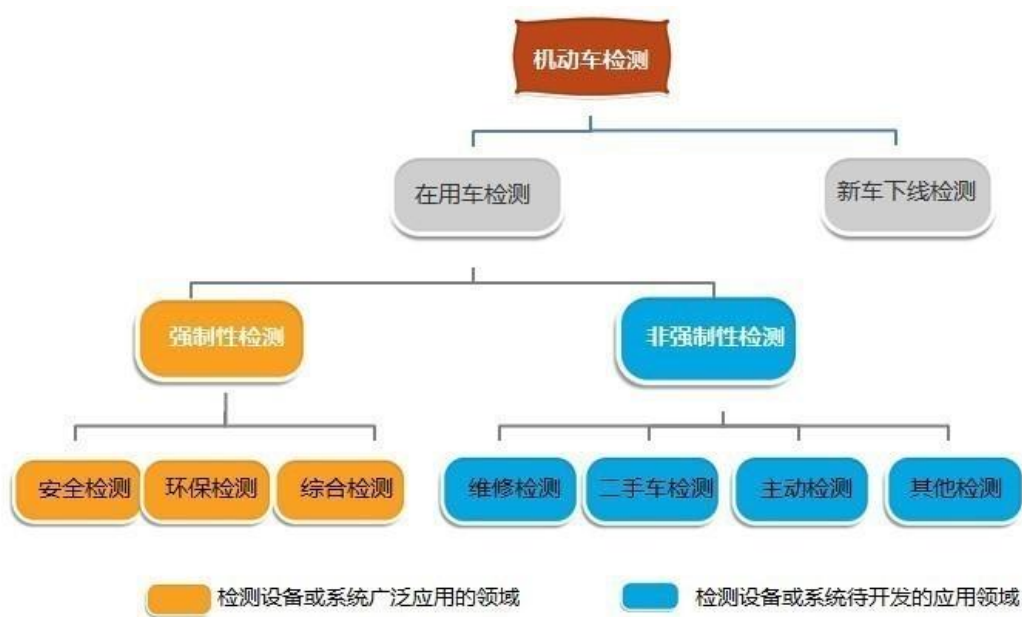 机动车检测
在用车检测
新车下线检测
强制性检测
非强制性检测
安全检测
环保检测
综合检测
维修检测
二手车检测
主动检测
其他检测
检测设备或系统广泛应用的领域
检测设备或系统待开发的应用领域